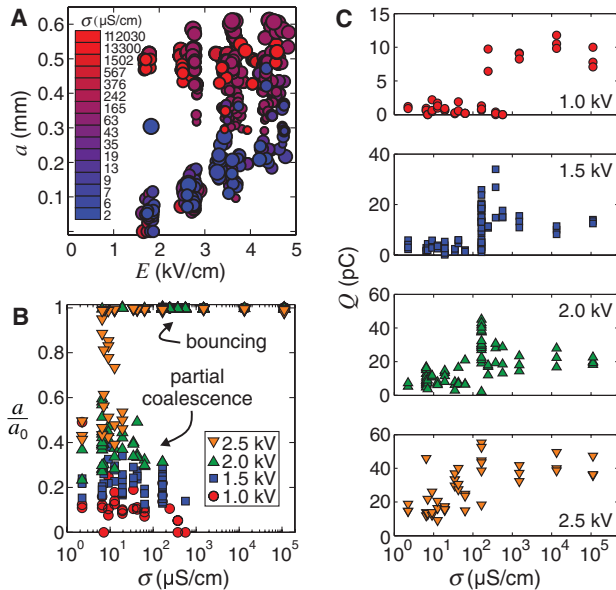 A
σ(μS/cm)
112030
13300
1502
567
376
242
165
63
43
35
19
13
9
7
6
2
a (mm)
0.6
0.5
0.4
0.3
0.2
0.1
0 1 2 3 4 5
E (kV/cm)
B
a/a0
1
0.8
0.6
0.4
0.2
0
bouncing
partial
coalescence
2.5 kV
2.0 kV
1.5 kV
1.0 kV
10^0 10^1 10^2 10^3 10^4 10^5
σ (μS/cm)
C
Q (pC)
15
10
5
0
1.0 kV
40
20
0
1.5 kV
60
40
20
0
2.0 kV
60
40
20
0
2.5 kV
10^0 10^1 10^2 10^3 10^4 10^5
σ (μS/cm)